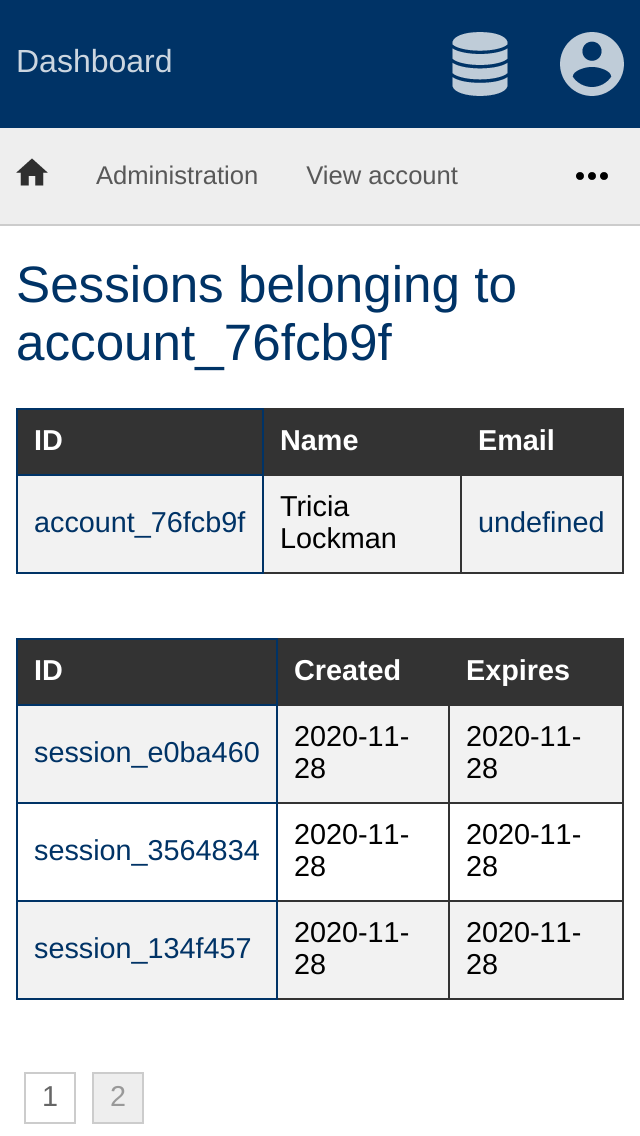 Dashboard
Administration View account
Sessions belonging to
account_76fcb9f
ID Name Email
account_76fcb9f Tricia Lockman undefined
ID Created Expires
session_e0ba460 2020-11-28 2020-11-28
session_3564834 2020-11-28 2020-11-28
session_134f457 2020-11-28 2020-11-28
1 2